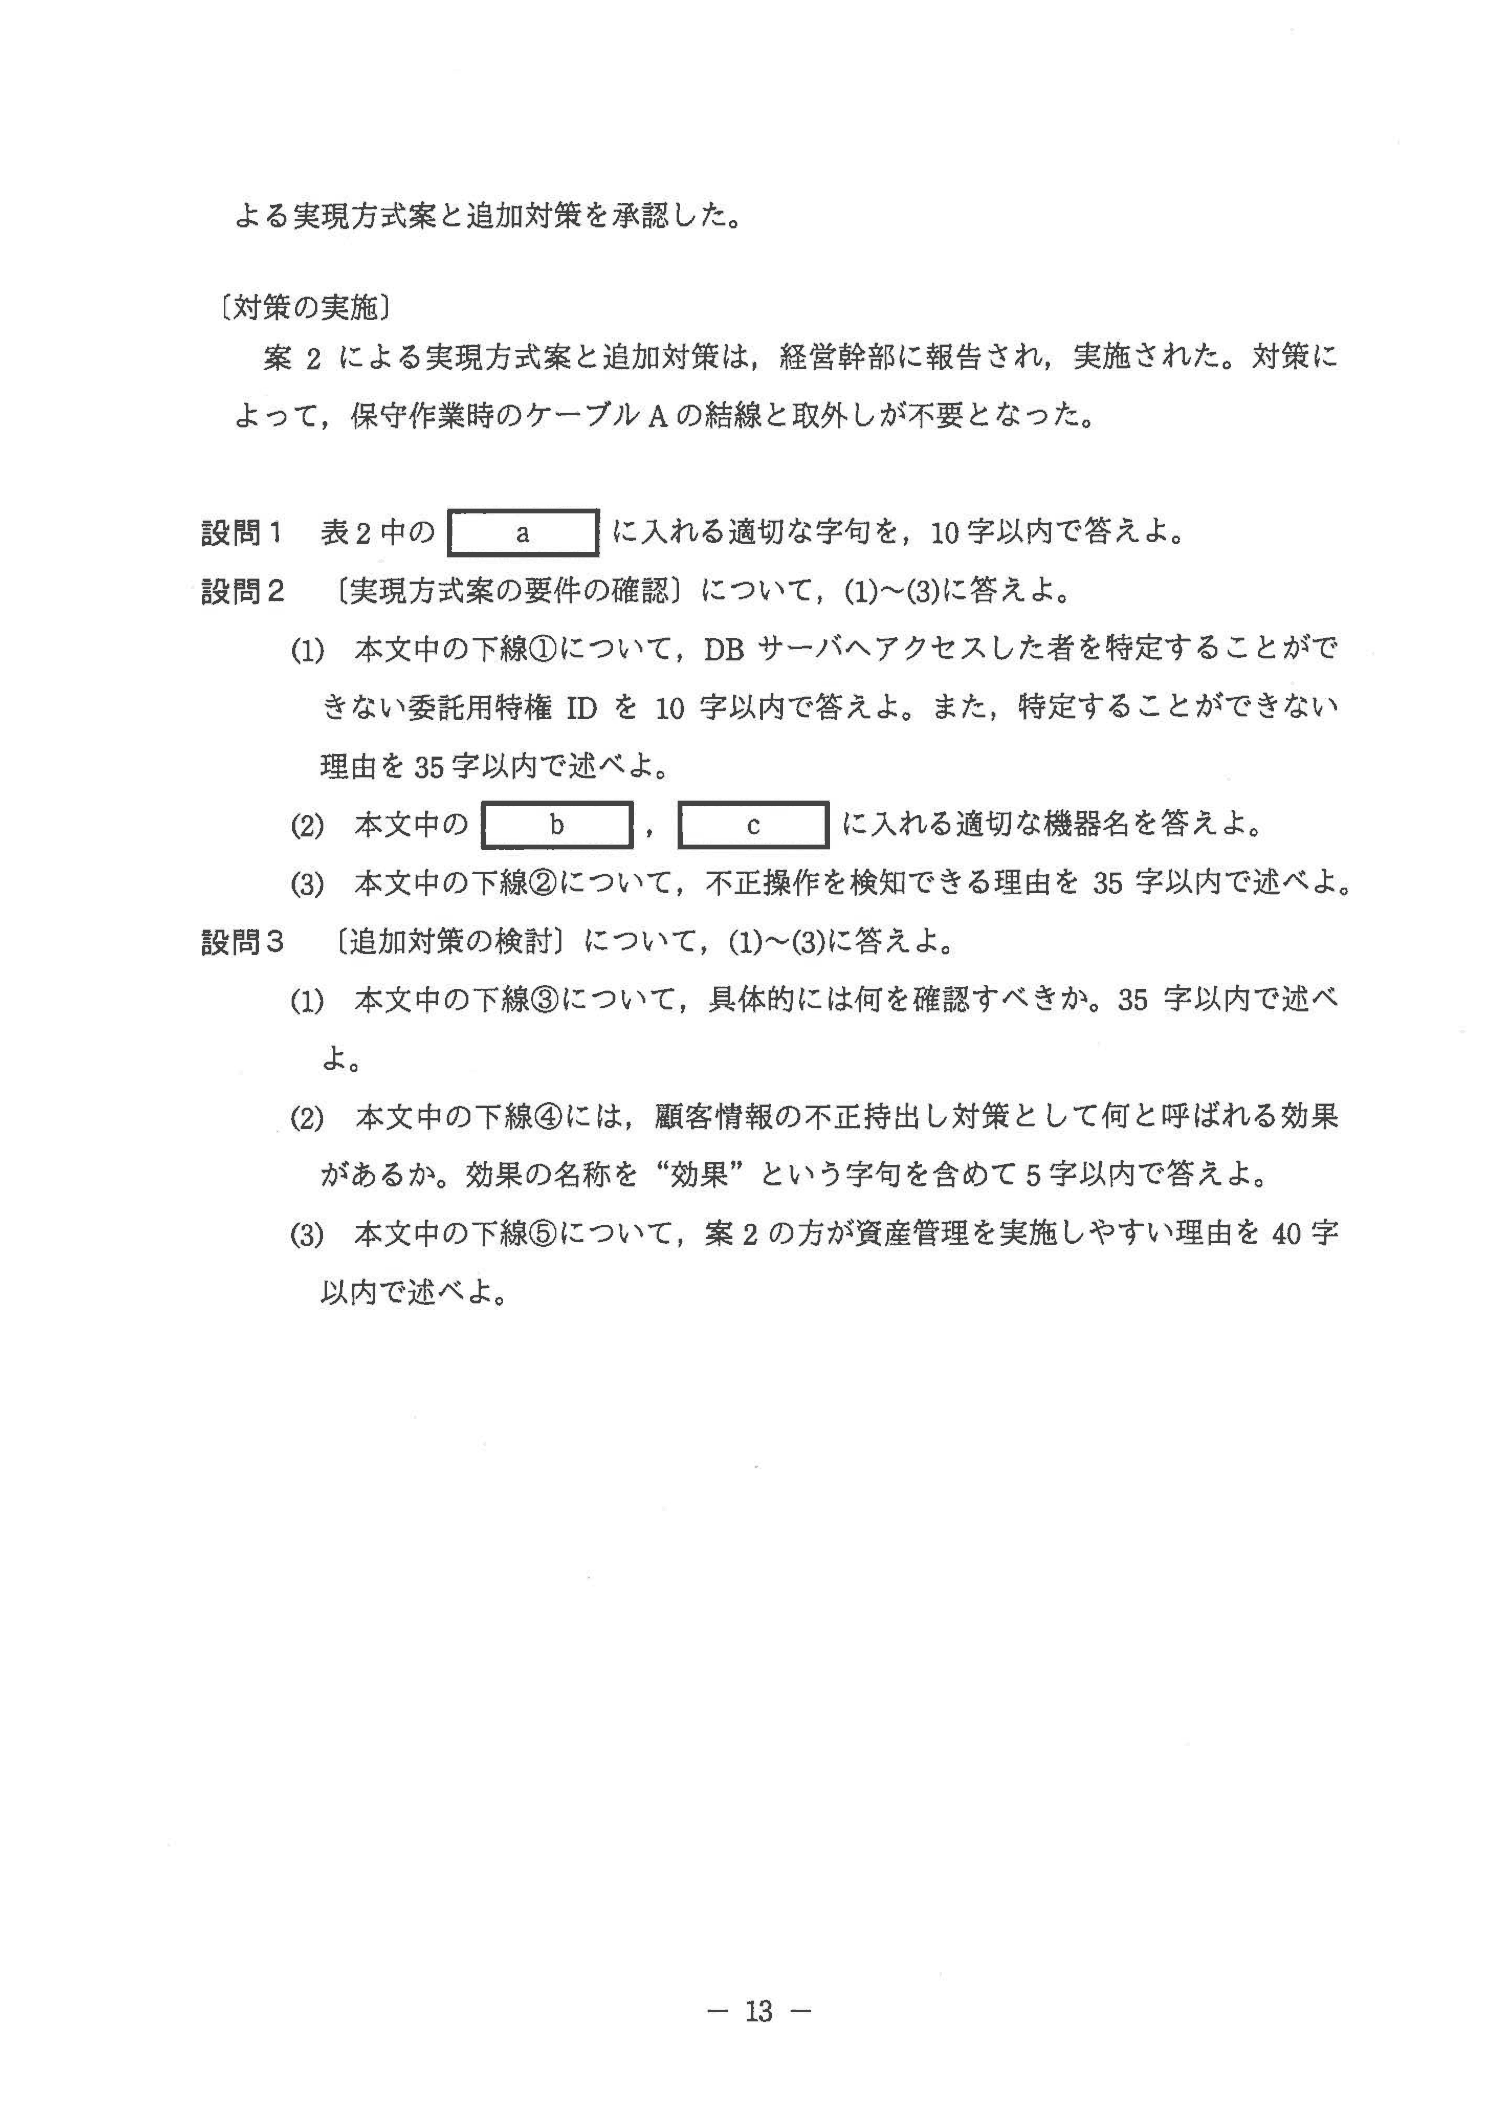 よる実現方式案と追加対策を承認した。
〔対策の実施〕
案 2 による実現方式案と追加対策は，経営幹部に報告され，実施された。対策に
よって，保守作業時のケーブル A の結線と取外しが不要となった。
設問1 表 2 中の a に入れる適切な字句を，10 字以内で答えよ。
設問2 〔実現方式案の要件の確認〕について，(1)～(3)に答えよ。
(1) 本文中の下線①について，DB サーバへアクセスした者を特定することがで
きない委託用特権 ID を 10 字以内で答えよ。また，特定することができない
理由を 35 字以内で述べよ。
(2) 本文中の b ， c に入れる適切な機器名を答えよ。
(3) 本文中の下線②について，不正操作を検知できる理由を 35 字以内で述べよ。
設問3 〔追加対策の検討〕について，(1)～(3)に答えよ。
(1) 本文中の下線③について，具体的には何を確認すべきか。35 字以内で述べ
よ。
(2) 本文中の下線④には，顧客情報の不正持出し対策として何と呼ばれる効果
があるか。効果の名称を“効果”という字句を含めて 5 字以内で答えよ。
(3) 本文中の下線⑤について，案 2 の方が資産管理を実施しやすい理由を 40 字
以内で述べよ。
－ 13 －